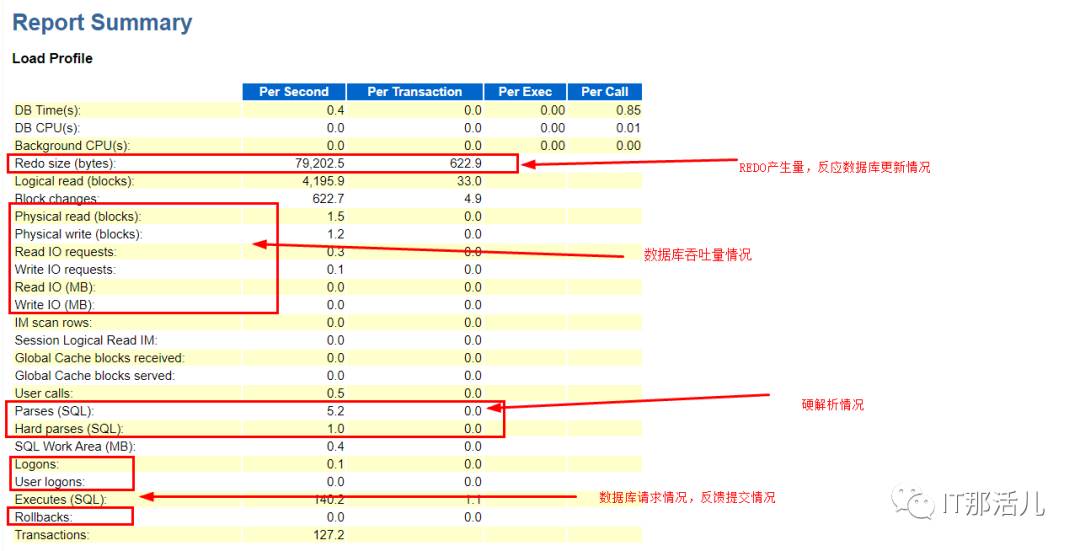 Report Summary
Load Profile
Per Second Per Transaction Per Exec Per Call
DB Time(s): 0.4 0.0 0.00 0.85
DB CPU(s): 0.0 0.0 0.00 0.01
Background CPU(s): 0.0 0.0 0.00 0.00
Redo size (bytes): 79,202.5 622.9
REDO产生量，反应数据库更新情况
Logical read (blocks): 4,195.9 33.0
Block changes: 622.7 4.9
Physical read (blocks): 1.5 0.0
Physical write (blocks): 1.2 0.0
Read IO requests: 0.3 0.0
数据库吞吐量情况
Write IO requests: 0.1 0.0
Read IO (MB): 0.0 0.0
Write IO (MB): 0.0 0.0
IM scan rows: 0.0 0.0
Session Logical Read IM: 0.0 0.0
Global Cache blocks received: 0.0 0.0
Global Cache blocks served: 0.0 0.0
User calls: 0.5 0.0
Parses (SQL): 5.2 0.0
硬解析情况
Hard parses (SQL): 1.0 0.0
SQL Work Area (MB): 0.4 0.0
Logons: 0.1 0.0
User logons: 0.0 0.0
Executes (SQL): 140.2 1.1
数据库请求情况，反馈提交情况
Rollbacks: 0.0 0.0
Transactions: 127.2
IT那活儿